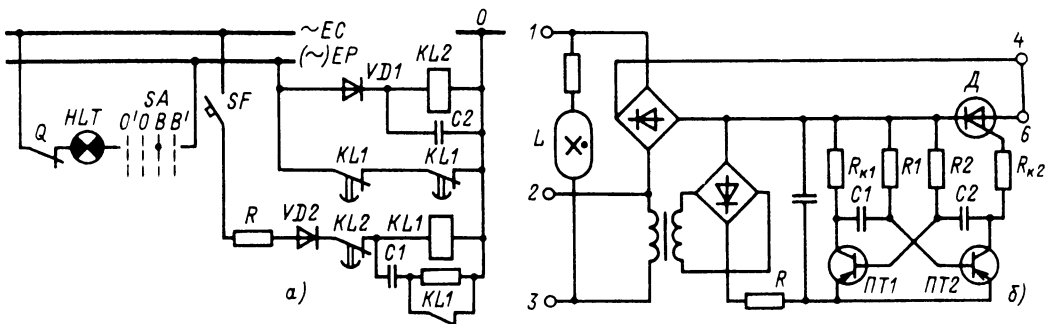 ~EC
(~)EP
O
KL2
VD1
C2
SF
Q
HLT
SA
O' O B B'
KL1
KL1
R
VD2
KL2
KL1
C1
KL1
а)
1
2
3
4
6
L
Д
Rк1
R1
R2
Rк2
C1
C2
ПТ1
ПТ2
R
б)